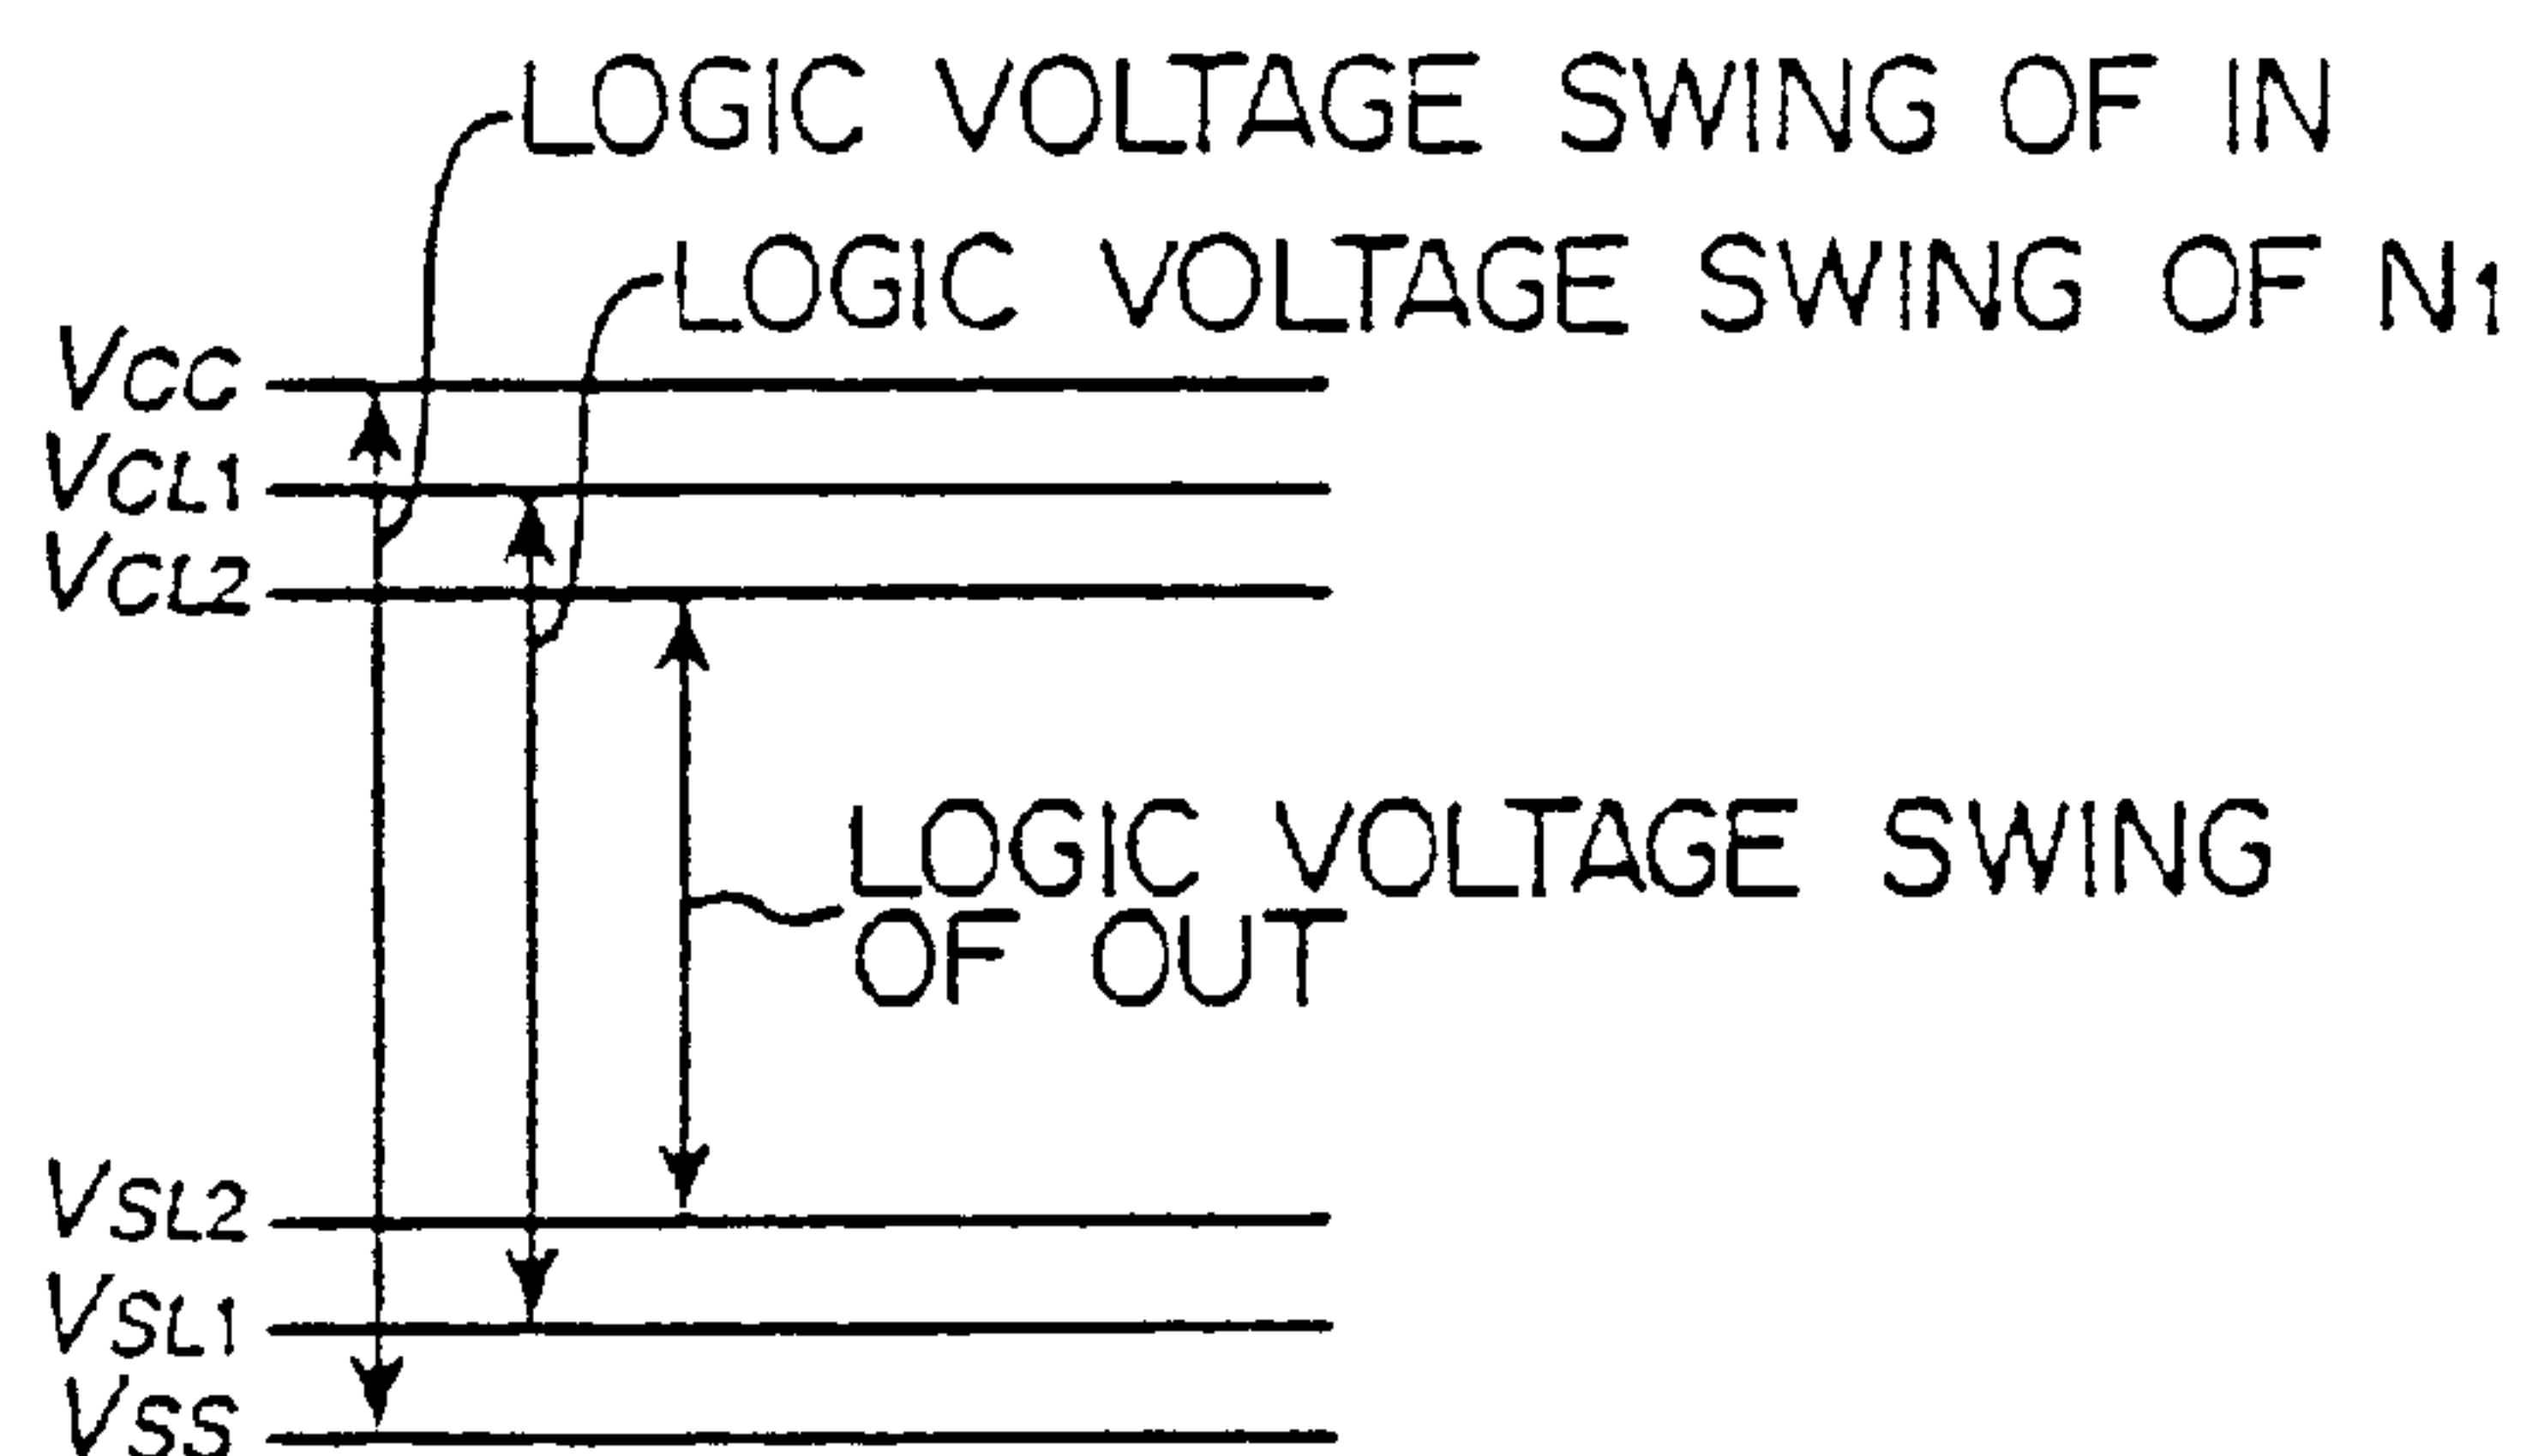 LOGIC VOLTAGE SWING OF IN
LOGIC VOLTAGE SWING OF N1
VCC
VCL1
VCL2
LOGIC VOLTAGE SWING
OF OUT
VSL2
VSL1
VSS